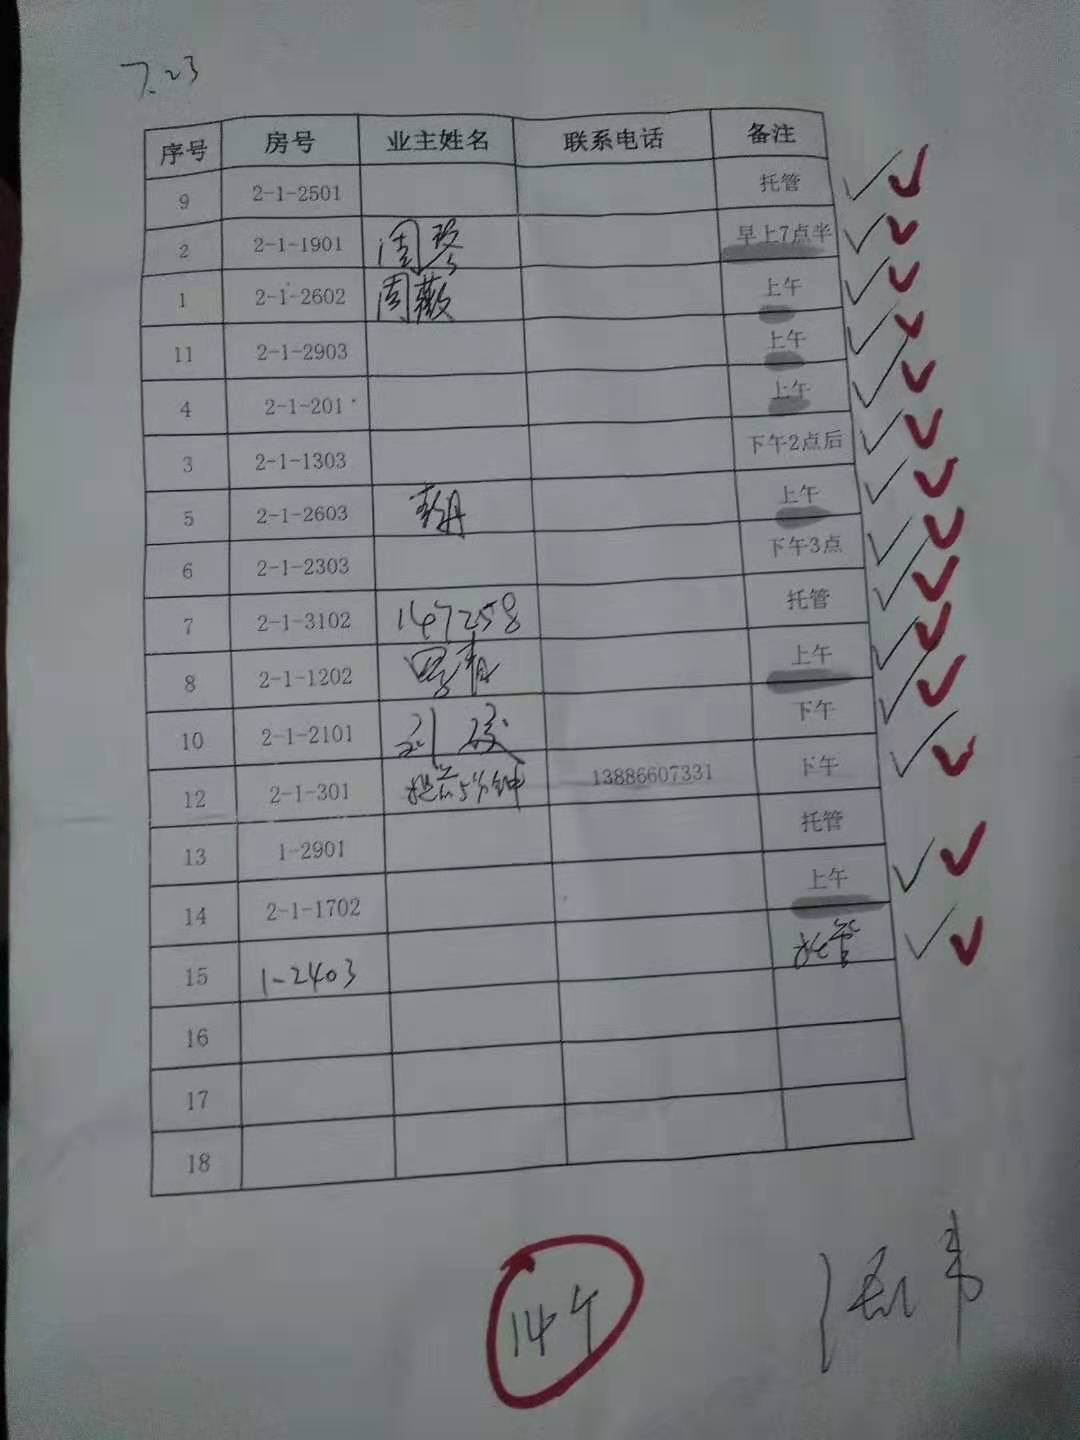 7.23
序号 房号 业主姓名 联系电话 备注
9 2-1-2501 托管
2 2-1-1901 周琴 早上7点半
1 2-1-2602 周薇 上午
11 2-1-2903 上午
4 2-1-201 上午
3 2-1-1303 下午2点后
5 2-1-2603 上午
6 2-1-2303 下午3点
7 2-1-3102 147258 托管
8 2-1-1202 上午
10 2-1-2101 刘 下午
12 2-1-301 提前5分钟 13886607331 下午
13 1-2901 托管
14 2-1-1702 上午
15 1-2403 托管
16
17
18
14个